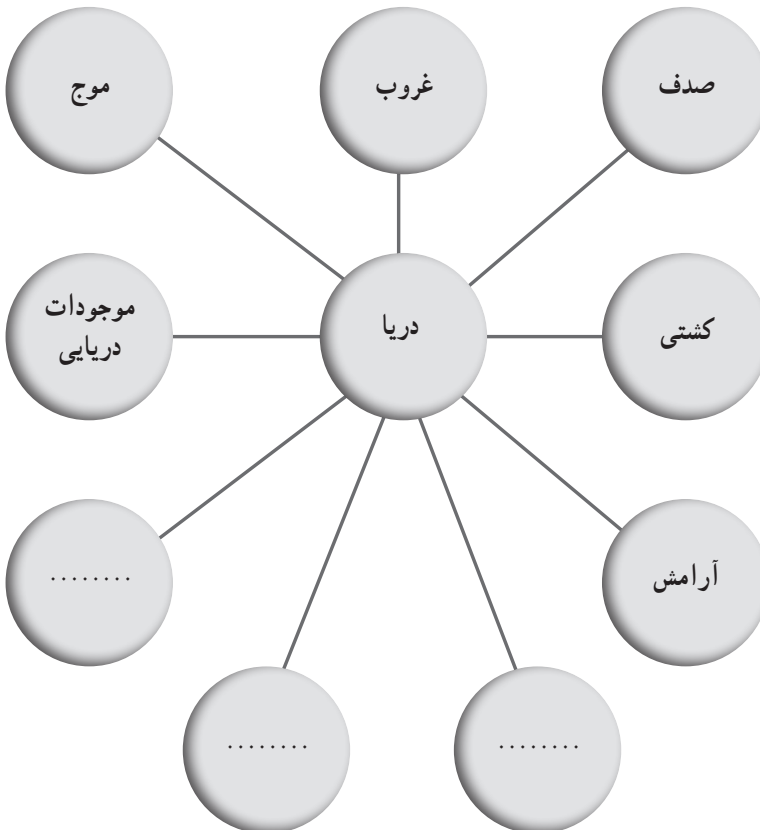 صدف
غروب
موج
کشتی
دریا
موجودات
دریایی
آرامش
........
........
........